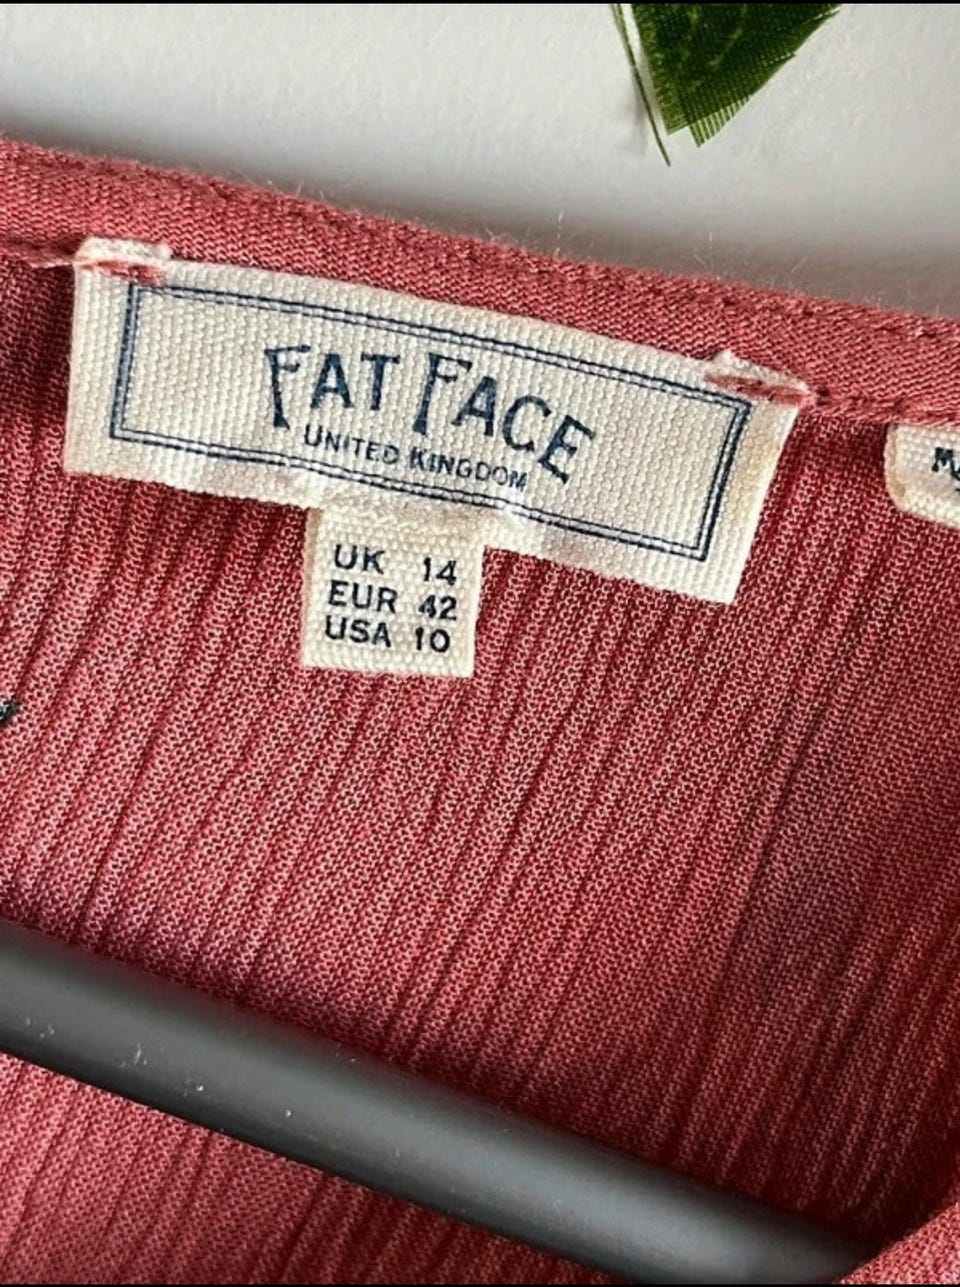 FAT FACE
UNITED KINGDOM
UK 14
EUR 42
USA 10